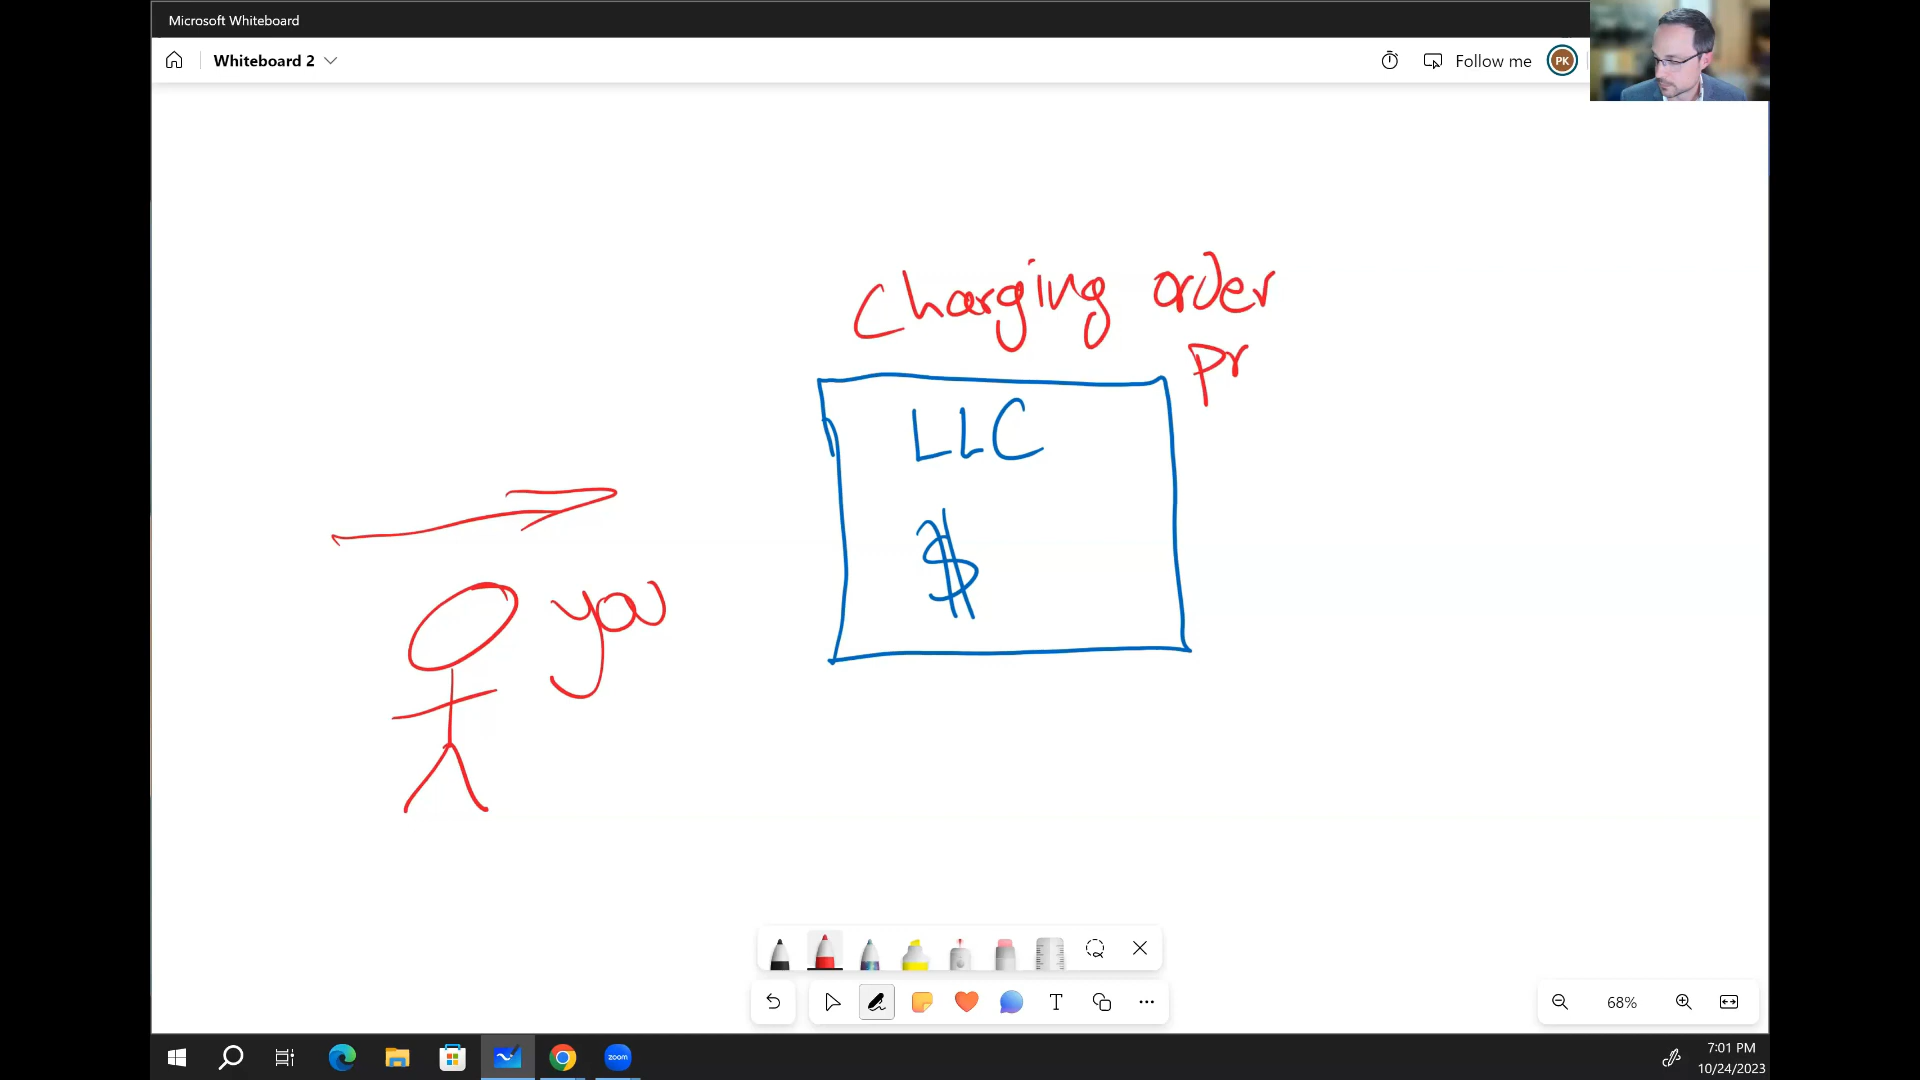 Microsoft Whiteboard
Whiteboard 2
Follow me
PK
Charging order
pr
LLC
$
you
T
68%
zoom
7:01 PM
10/24/2023